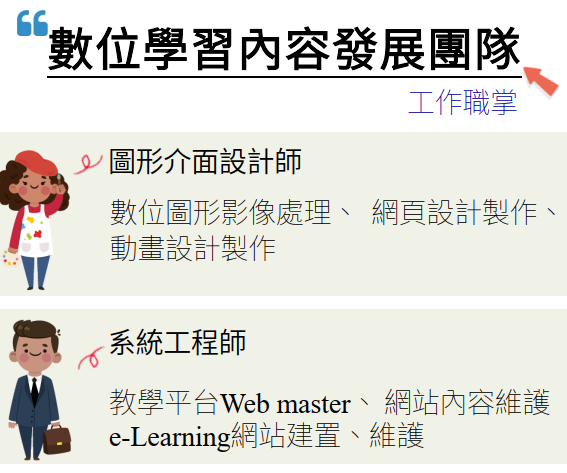 數位學習內容發展團隊
工作職掌
圖形介面設計師
數位圖形影像處理、 網頁設計製作、
動畫設計製作
系統工程師
教學平台Web master、 網站內容維護
e-Learning網站建置、維護